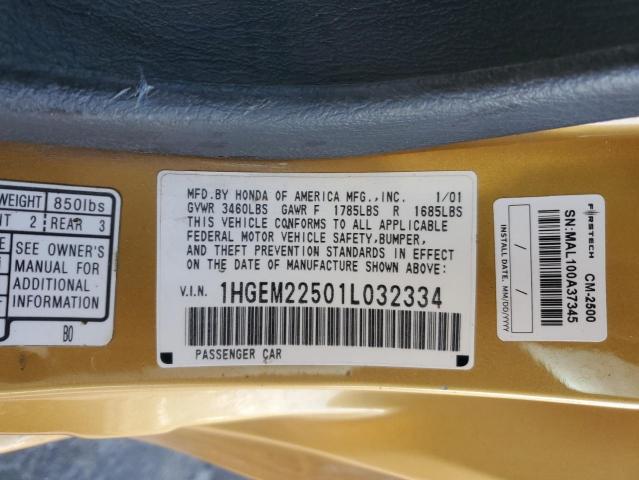 WEIGHT 850lbs
2 REAR 3
SEE OWNER'S
MANUAL FOR
ADDITIONAL
INFORMATION
B0
MFD.BY HONDA OF AMERICA MFG.,INC. 1/01
GVWR 3460LBS GAWR F 1785LBS R 1685LBS
THIS VEHICLE CONFORMS TO ALL APPLICABLE
FEDERAL MOTOR VEHICLE SAFETY,BUMPER,
AND THEFT PREVENTION STANDARDS IN EFFECT
ON THE DATE OF MANUFACTURE SHOWN ABOVE:
V.I.N. 1HGEM22501L032334
PASSENGER CAR
FIRSTECH CM-2500
SN:MAL100A37345
INSTALL DATE. MM/DD/YYYY
/ /